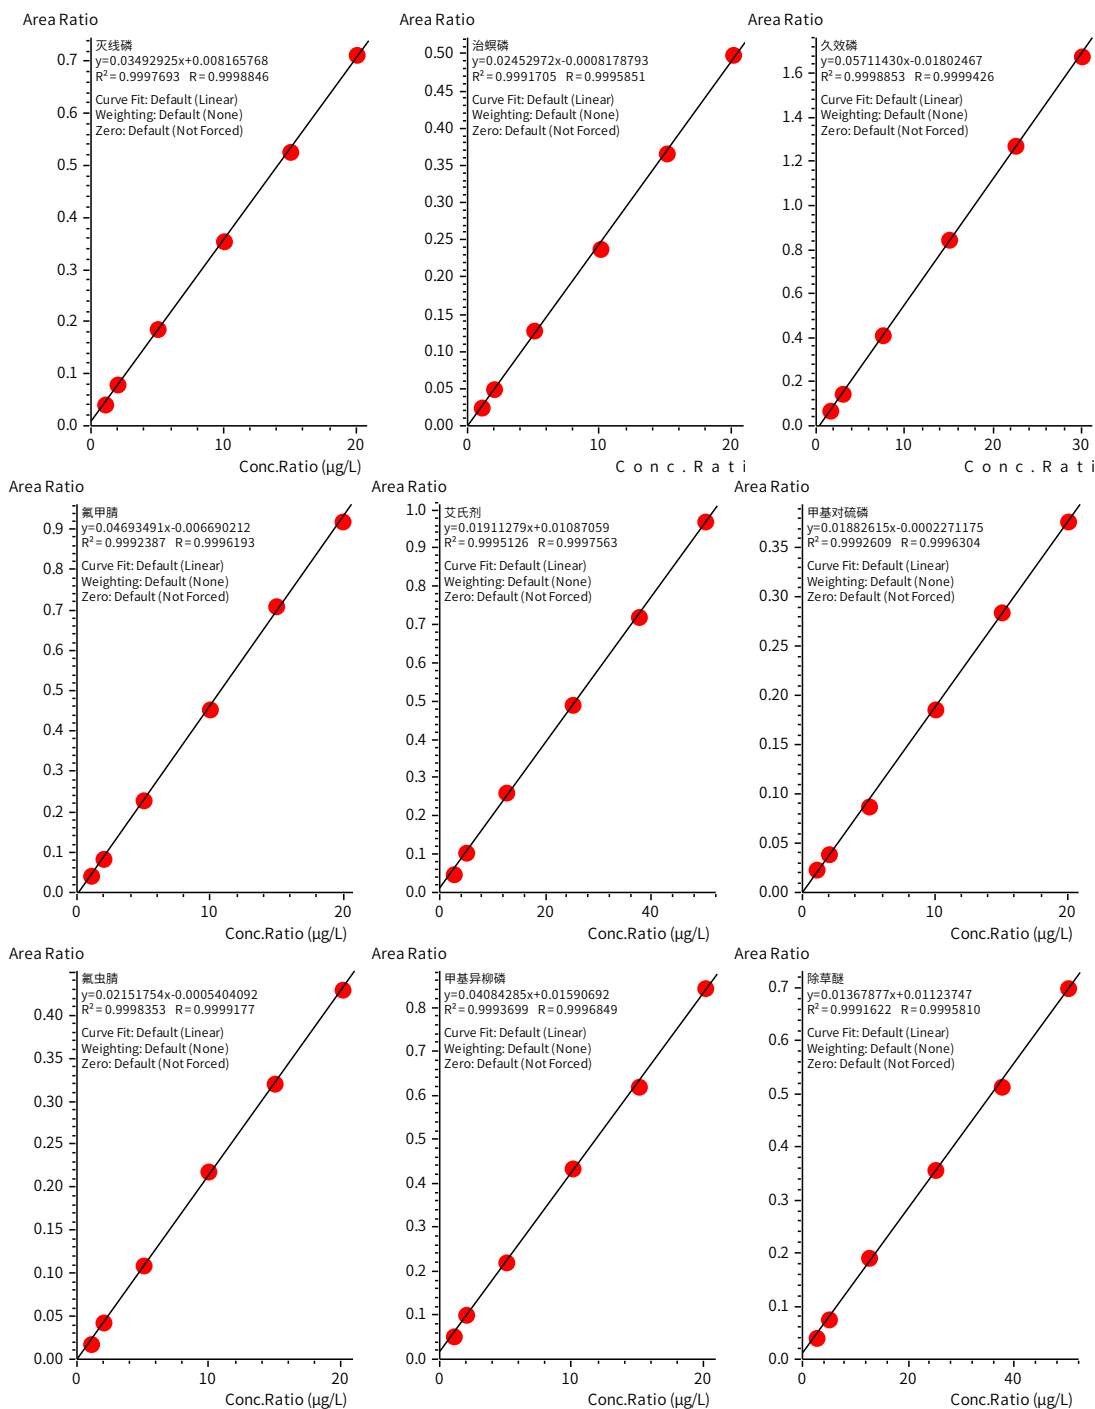 Area Ratio
灭线磷
y=0.03492925x+0.008165768
R²=0.9997693 R=0.9998846
Curve Fit: Default (Linear)
Weighting: Default (None)
Zero: Default (Not Forced)
0.7
0.6
0.5
0.4
0.3
0.2
0.1
0.0
0 10 20
Conc.Ratio (μg/L)
Area Ratio
治螟磷
y=0.02452972x-0.0008178793
R²=0.9991705 R=0.9995851
Curve Fit: Default (Linear)
Weighting: Default (None)
Zero: Default (Not Forced)
0.50
0.45
0.40
0.35
0.30
0.25
0.20
0.15
0.10
0.05
0.00
0 10 20
Conc.Rati
Area Ratio
久效磷
y=0.05711430x-0.01802467
R²=0.9998853 R=0.9999426
Curve Fit: Default (Linear)
Weighting: Default (None)
Zero: Default (Not Forced)
1.6
1.4
1.2
1.0
0.8
0.6
0.4
0.2
0.0
0 10 20 30
Conc.Rati
Area Ratio
氟甲腈
y=0.04693491x-0.006690212
R²=0.9992387 R=0.9996193
Curve Fit: Default (Linear)
Weighting: Default (None)
Zero: Default (Not Forced)
0.9
0.8
0.7
0.6
0.5
0.4
0.3
0.2
0.1
0.0
0 10 20
Conc.Ratio (μg/L)
Area Ratio
艾氏剂
y=0.01911279x+0.01087059
R²=0.9995126 R=0.9997563
Curve Fit: Default (Linear)
Weighting: Default (None)
Zero: Default (Not Forced)
1.0
0.9
0.8
0.7
0.6
0.5
0.4
0.3
0.2
0.1
0.0
0 20 40
Conc.Ratio (μg/L)
Area Ratio
甲基对硫磷
y=0.01882615x-0.0002271175
R²=0.9992609 R=0.9996304
Curve Fit: Default (Linear)
Weighting: Default (None)
Zero: Default (Not Forced)
0.35
0.30
0.25
0.20
0.15
0.10
0.05
0.00
0 10 20
Conc.Ratio (μg/L)
Area Ratio
氟虫腈
y=0.02151754x-0.0005404092
R²=0.9998353 R=0.9999177
Curve Fit: Default (Linear)
Weighting: Default (None)
Zero: Default (Not Forced)
0.40
0.35
0.30
0.25
0.20
0.15
0.10
0.05
0.00
0 10 20
Conc.Ratio (μg/L)
Area Ratio
甲基异柳磷
y=0.04084285x+0.01590692
R²=0.9993699 R=0.9996849
Curve Fit: Default (Linear)
Weighting: Default (None)
Zero: Default (Not Forced)
0.8
0.7
0.6
0.5
0.4
0.3
0.2
0.1
0.0
0 10 20
Conc.Ratio (μg/L)
Area Ratio
除草醚
y=0.01367877x+0.01123747
R²=0.9991622 R=0.9995810
Curve Fit: Default (Linear)
Weighting: Default (None)
Zero: Default (Not Forced)
0.7
0.6
0.5
0.4
0.3
0.2
0.1
0.0
0 20 40
Conc.Ratio (μg/L)